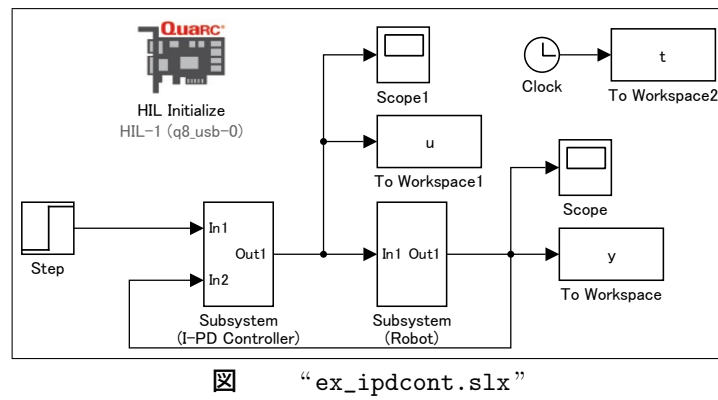 QUARC
HIL Initialize
HIL-1 (q8_usb-0)
Scope1
Clock
t
To Workspace2
u
To Workspace1
Scope
Step
In1
In2
Out1
Subsystem
(I-PD Controller)
In1 Out1
Subsystem
(Robot)
y
To Workspace
図 “ex_ipdcont.slx”